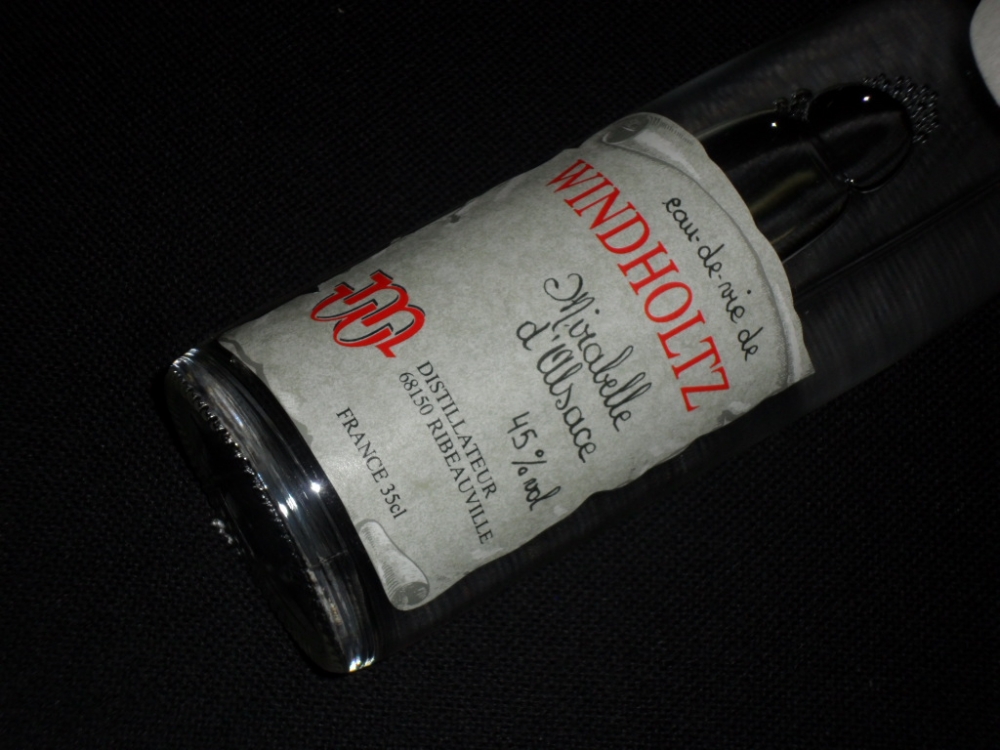 eau-de-vie de
WINDHOLTZ
Mirabelle
d'Alsace
45% vol
DISTILLATEUR
68150 RIBEAUVILLE
FRANCE 35cl